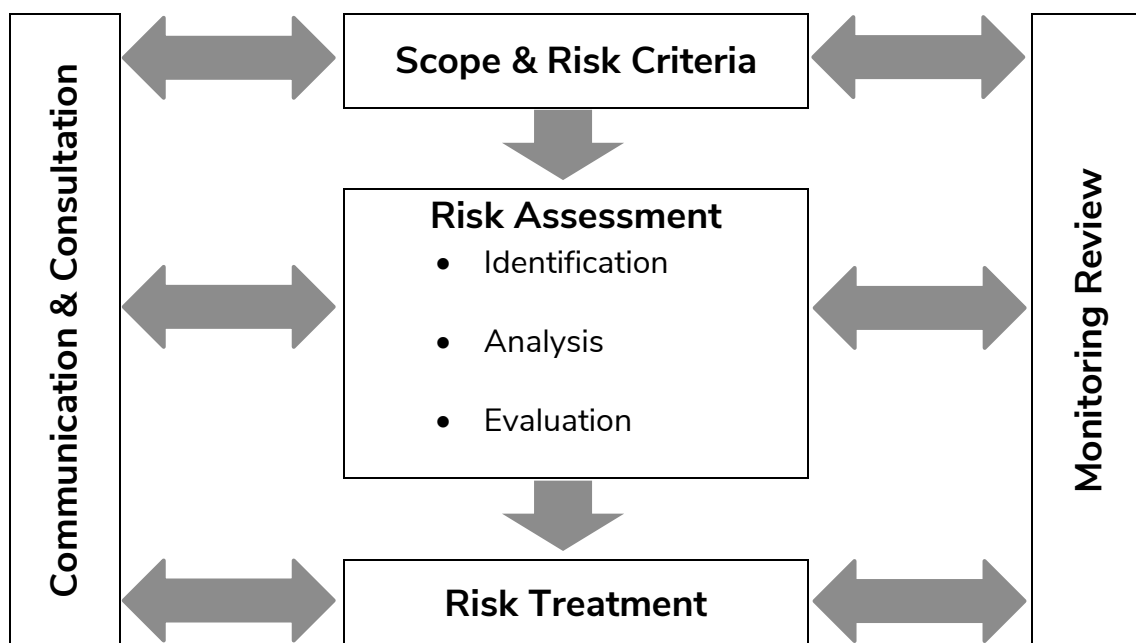 Communication & Consultation
Scope & Risk Criteria
Risk Assessment
• Identification
• Analysis
• Evaluation
Risk Treatment
Monitoring Review